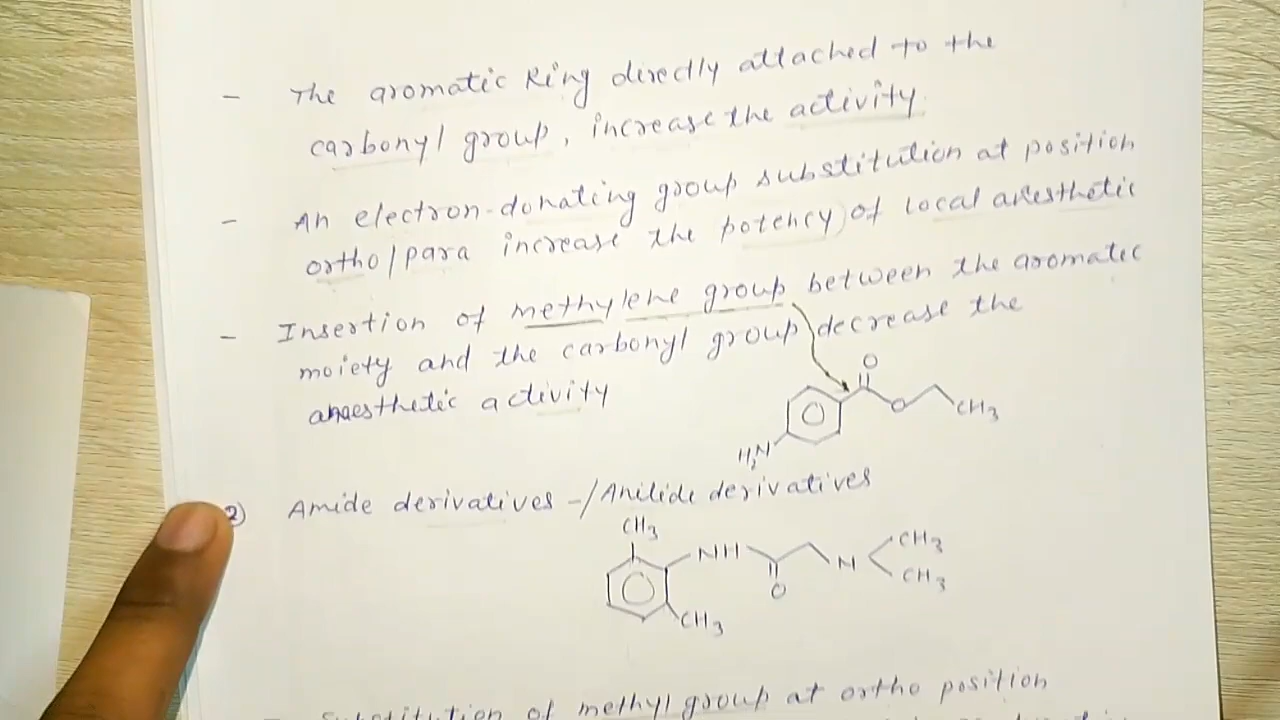 - The aromatic Ring directly attached to the
carbonyl group, increase the activity.
- An electron-donating group substitution at position
ortho/para increase the potency of local anesthetic
- Insertion of methylene group between the aromatic
moiety and the carbonyl group decrease the
anaesthetic activity
O
O
CH3
H2N
2) Amide derivatives -/Anilide derivatives
CH3
NH
N
CH3
O
CH3
CH3
- Substitution of methyl group at ortho position